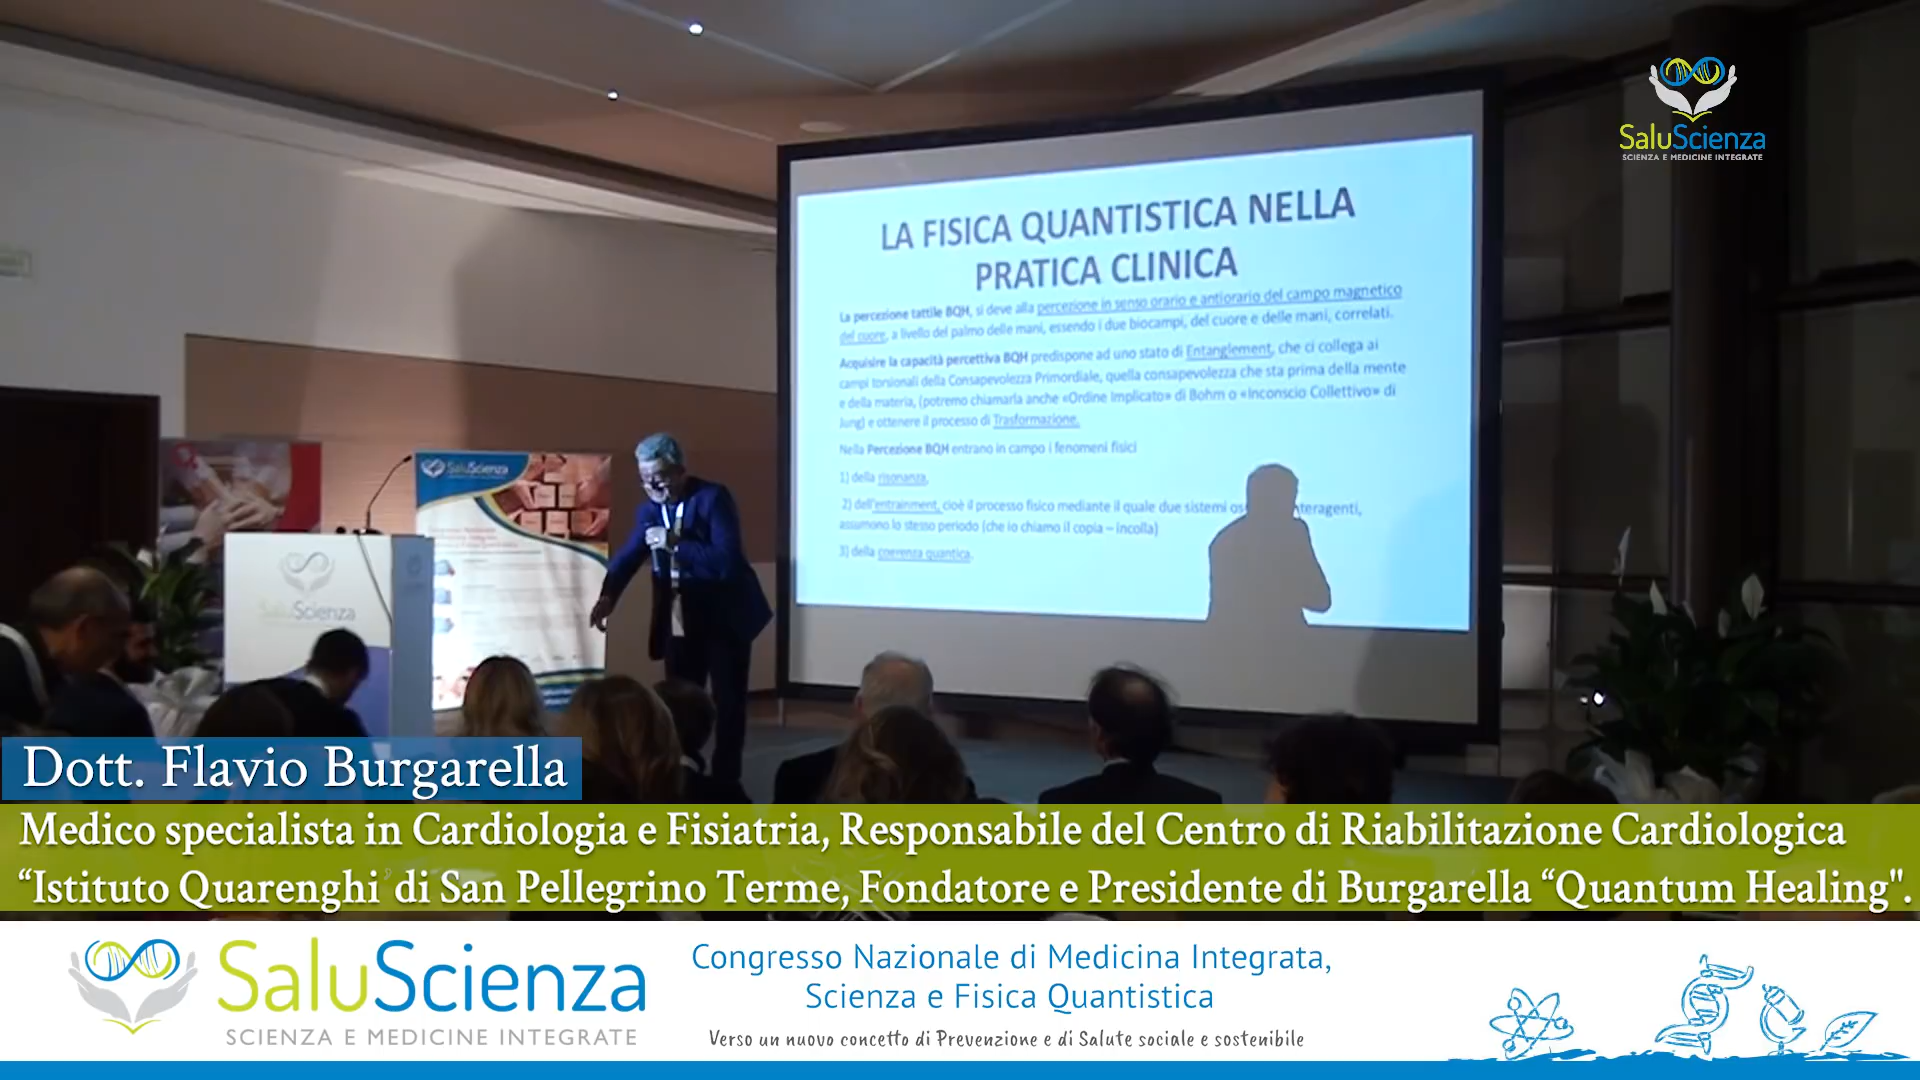 SaluScienza
SCIENZA E MEDICINE INTEGRATE
LA FISICA QUANTISTICA NELLA
PRATICA CLINICA
La percezione tattile BQH, si deve alla percezione in senso orario e antiorario del campo magnetico
del cuore, a livello del palmo delle mani, essendo i due biocampi, del cuore e delle mani, correlati.
Acquisire la capacità percettiva BQH predispone ad uno stato di Entanglement, che ci collega ai
campi torsionali della Consapevolezza Primordiale, quella consapevolezza che sta prima della mente
e della materia, (potremo chiamarla anche «Ordine Implicato» di Bohm o «Inconscio Collettivo» di
Jung) e ottenere il processo di Trasformazione.
Nella Percezione BQH entrano in campo i fenomeni fisici
1) della risonanza,
2) dell'entrainment, cioè il processo fisico mediante il quale due sistemi
assumono lo stesso periodo (che io chiamo il copia – incolla)
3) della coerenza quantica.
SaluScienza
SaluScienza
Dott. Flavio Burgarella
Medico specialista in Cardiologia e Fisiatria, Responsabile del Centro di Riabilitazione Cardiologica
“Istituto Quarenghi” di San Pellegrino Terme, Fondatore e Presidente di Burgarella “Quantum Healing".
SaluScienza
SCIENZA E MEDICINE INTEGRATE
Congresso Nazionale di Medicina Integrata,
Scienza e Fisica Quantistica
Verso un nuovo concetto di Prevenzione e di Salute sociale e sostenibile